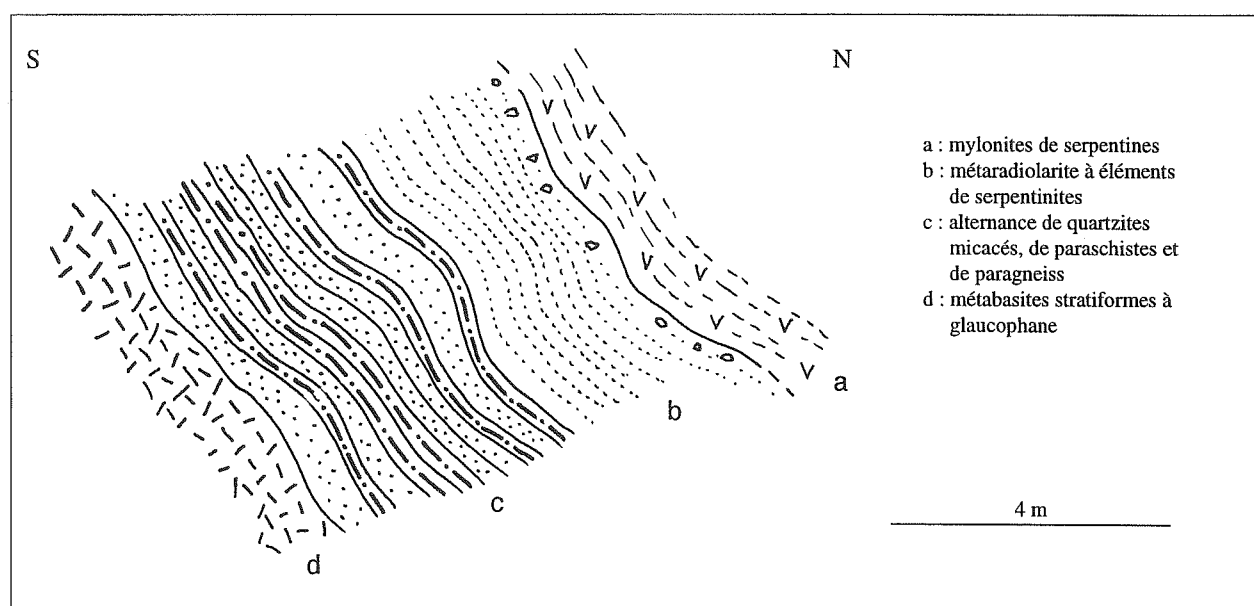 S
N
a : mylonites de serpentines
b : métaradiolarite à éléments
de serpentinites
c : alternance de quartzites
micacés, de paraschistes et
de paragneiss
d : métabasites stratiformes à
glaucophane
a
b
c
d
4 m